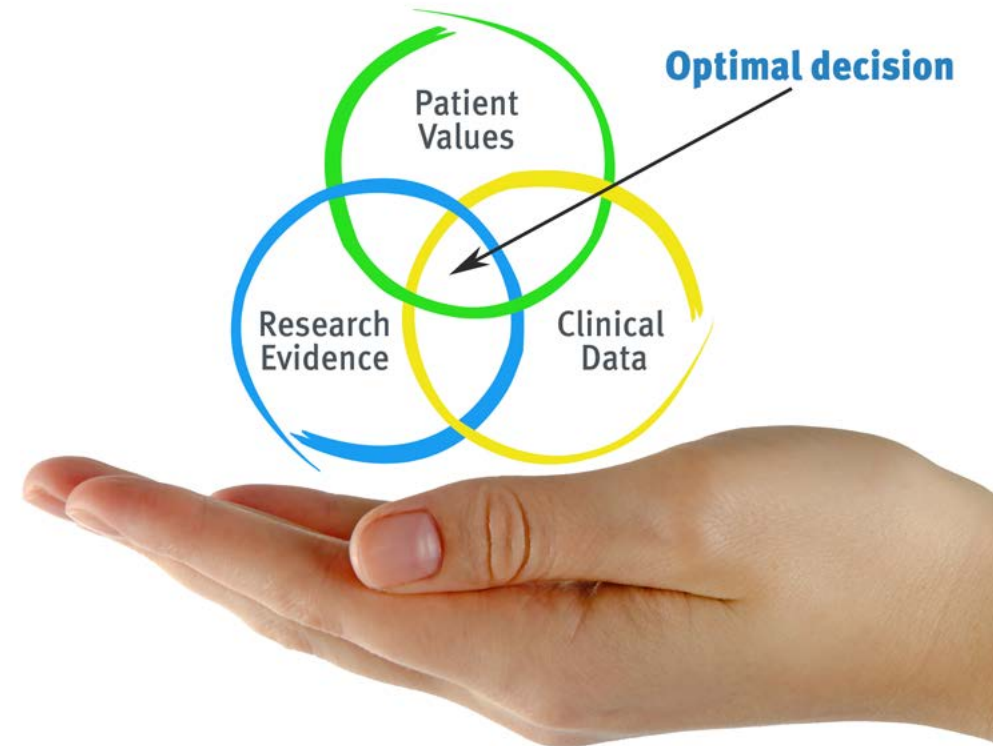 Patient
Values
Optimal decision
Research
Evidence
Clinical
Data